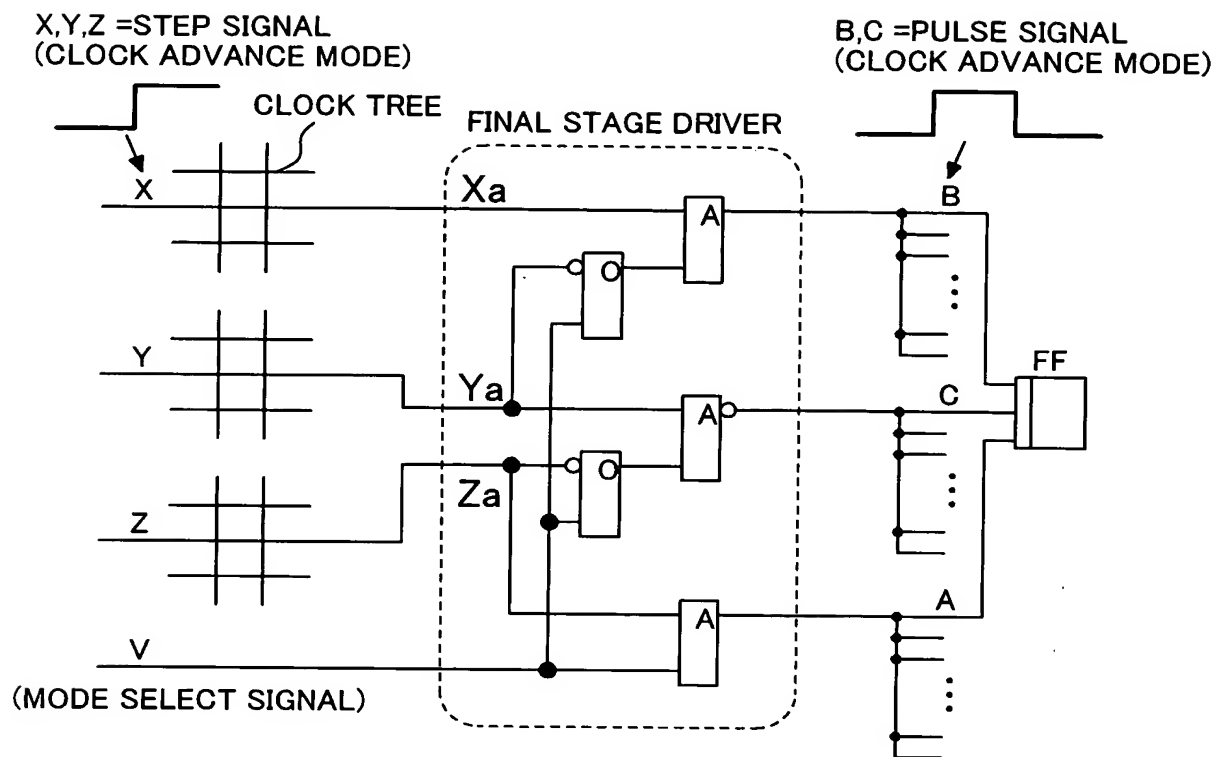 X,Y,Z =STEP SIGNAL
(CLOCK ADVANCE MODE)
B,C =PULSE SIGNAL
(CLOCK ADVANCE MODE)
CLOCK TREE
FINAL STAGE DRIVER
X
Xa
A
B
O
Y
Ya
A
C
FF
O
Za
Z
A
A
V
(MODE SELECT SIGNAL)